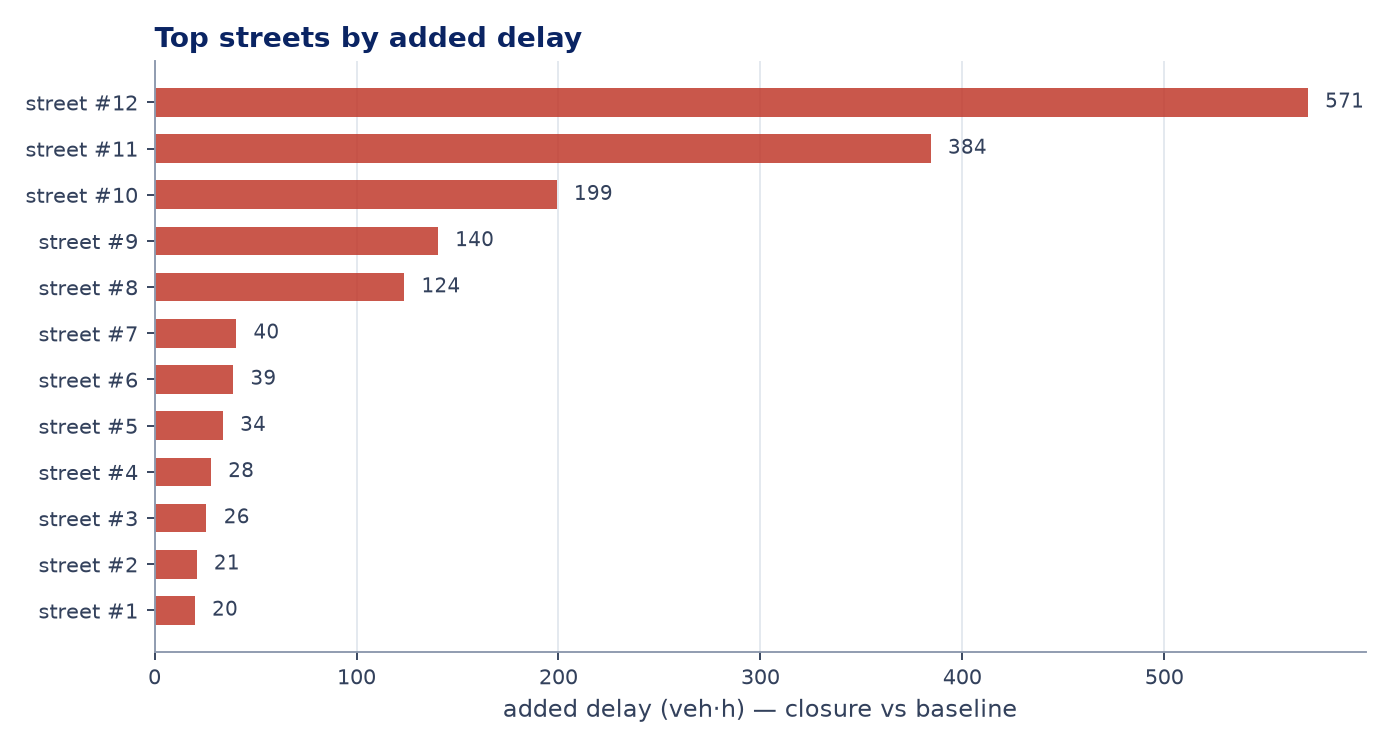 Top streets by added delay
street #12 571
street #11 384
street #10 199
street #9 140
street #8 124
street #7 40
street #6 39
street #5 34
street #4 28
street #3 26
street #2 21
street #1 20
0 100 200 300 400 500
added delay (veh·h) — closure vs baseline